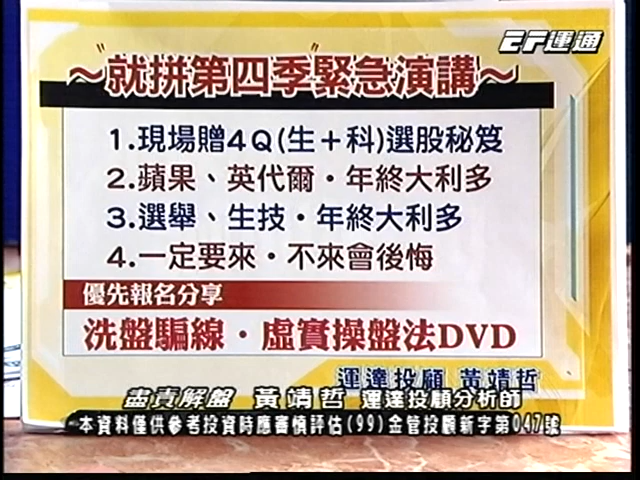 EF運通
～"就拼第四季"緊急演講～
1.現場贈4Q(生＋科)選股秘笈
2.蘋果、英代爾‧年終大利多
3.選舉、生技‧年終大利多
4.一定要來‧不來會後悔
優先報名分享
洗盤騙線‧虛實操盤法DVD
運達投顧 黃靖哲
盡責解盤 黃靖哲 運達投顧分析師
本資料僅供參考投資時應審慎評估(99)金管投顧新字第047號